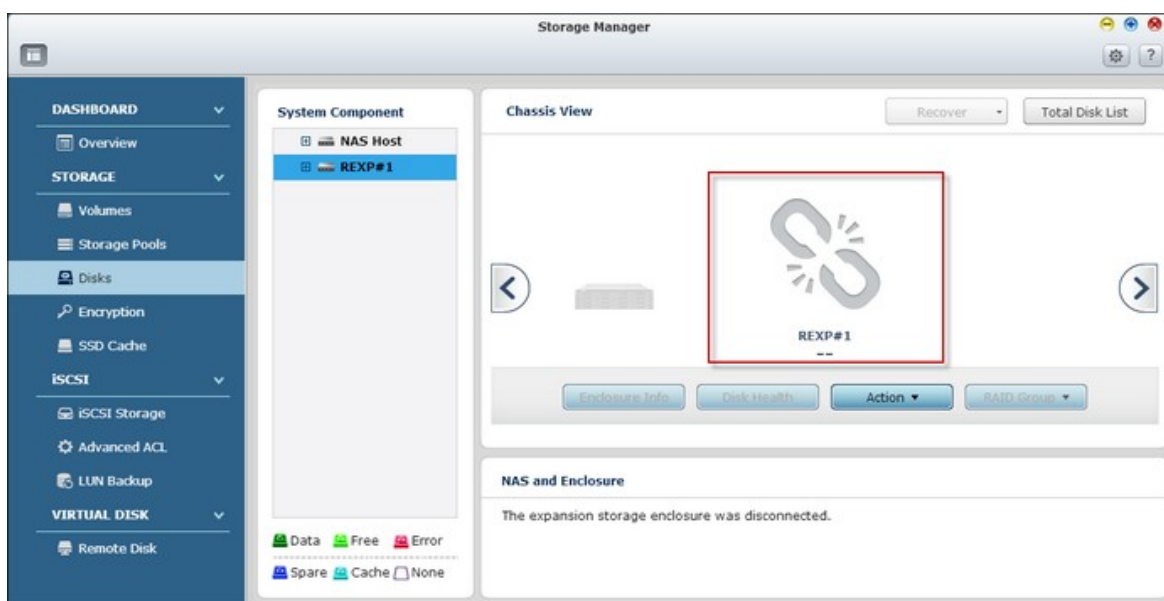 Storage Manager
?
DASHBOARD
Overview
STORAGE
Volumes
Storage Pools
Disks
Encryption
SSD Cache
iSCSI
iSCSI Storage
Advanced ACL
LUN Backup
VIRTUAL DISK
Remote Disk
System Component
NAS Host
REXP#1
Data Free Error
Spare Cache None
Chassis View
Recover Total Disk List
REXP#1
--
Enclosure Info Disk Health Action RAID Group
NAS and Enclosure
The expansion storage enclosure was disconnected.